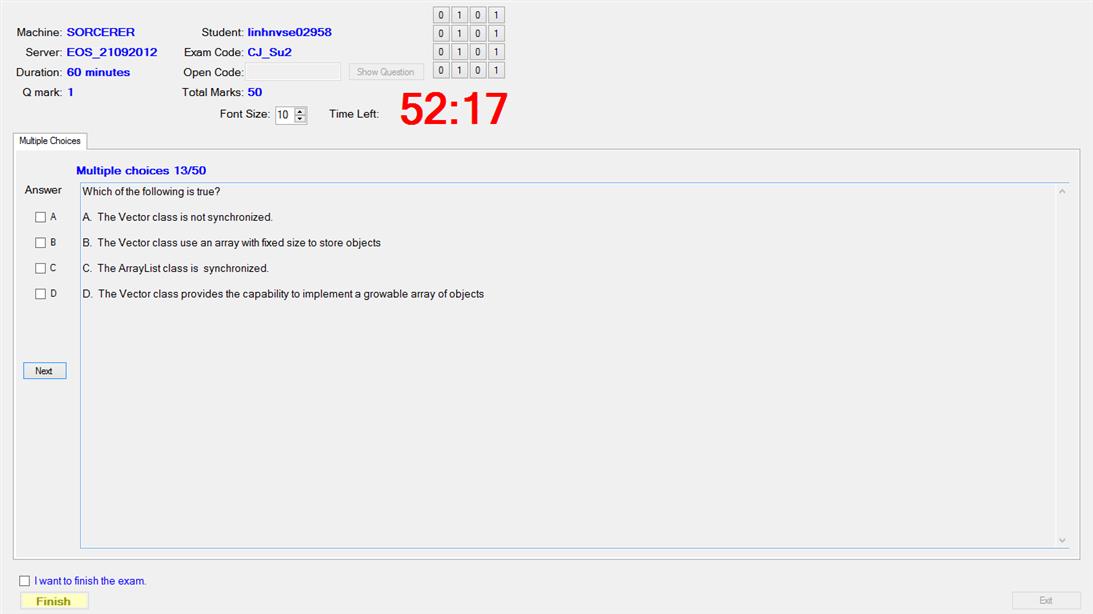 0 1 0 1
Machine: SORCERER Student: linhnvse02958 0 1 0 1
Server: EOS_21092012 Exam Code: CJ_Su2 0 1 0 1
Duration: 60 minutes Open Code: Show Question 0 1 0 1
Q mark: 1 Total Marks: 50
Font Size: 10 Time Left: 52:17
Multiple Choices
Multiple choices 13/50
Answer Which of the following is true?
A A. The Vector class is not synchronized.
B B. The Vector class use an array with fixed size to store objects
C C. The ArrayList class is  synchronized.
D D. The Vector class provides the capability to implement a growable array of objects
Next
I want to finish the exam.
Finish Exit